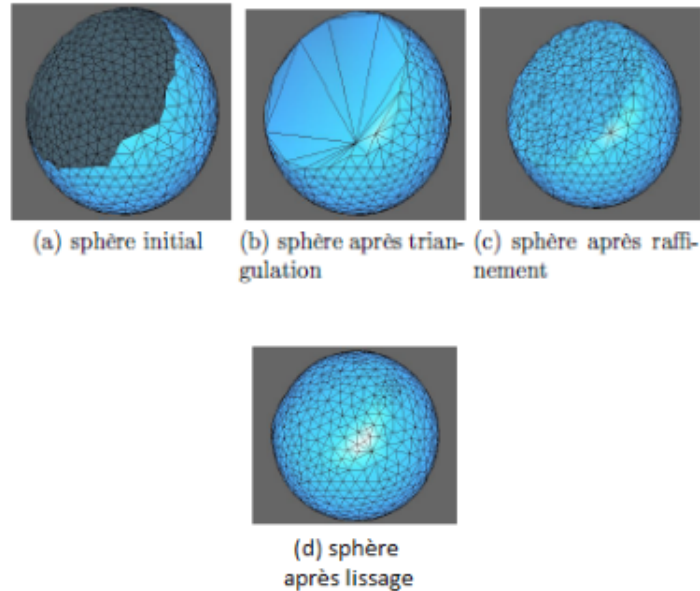 (a) sphère initial
(b) sphère après trian-
gulation
(c) sphère après raffi-
nement
(d) sphère
après lissage